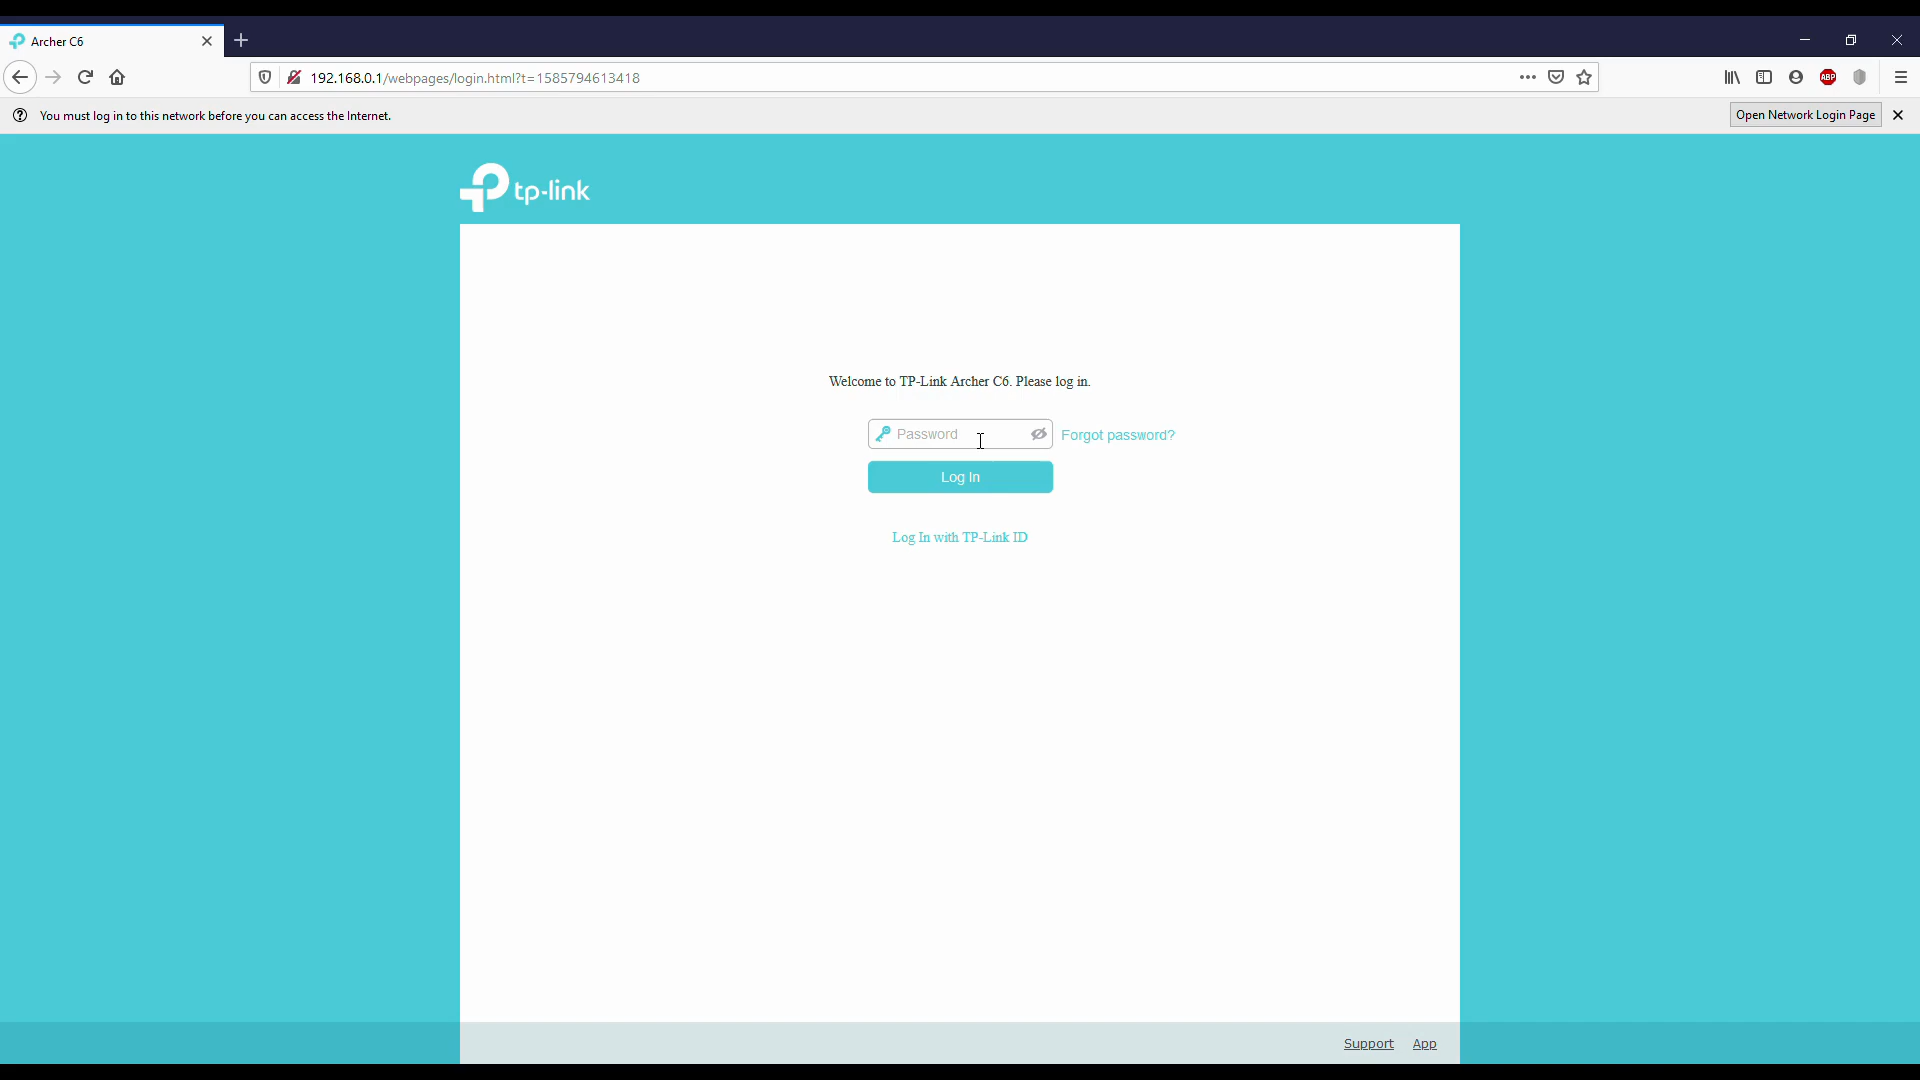 Archer C6
192.168.0.1/webpages/login.html?t=1585794613418
ABP
You must log in to this network before you can access the Internet.
Open Network Login Page
tp-link
Welcome to TP-Link Archer C6. Please log in.
Password
Forgot password?
Log In
Log In with TP-Link ID
Support App